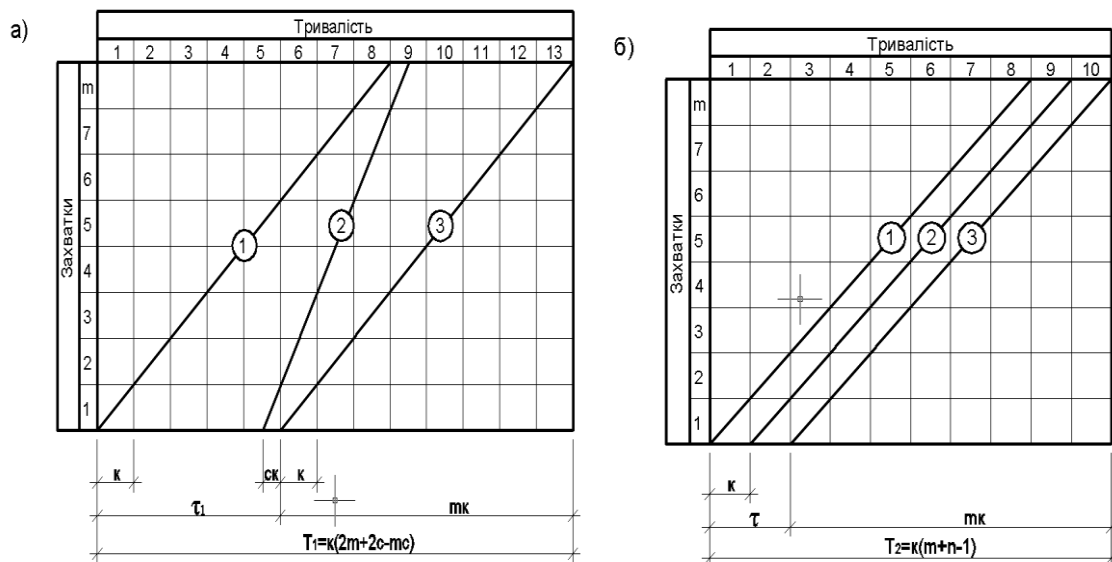 а)
Тривалість
1 2 3 4 5 6 7 8 9 10 11 12 13
Захватки
m
7
6
5
4
3
2
1
1
2
3
к
ск
к
τ1
mк
T1=к(2m+2c-mc)
б)
Тривалість
1 2 3 4 5 6 7 8 9 10
Захватки
m
7
6
5
4
3
2
1
1
2
3
к
τ
mк
T2=к(m+n-1)